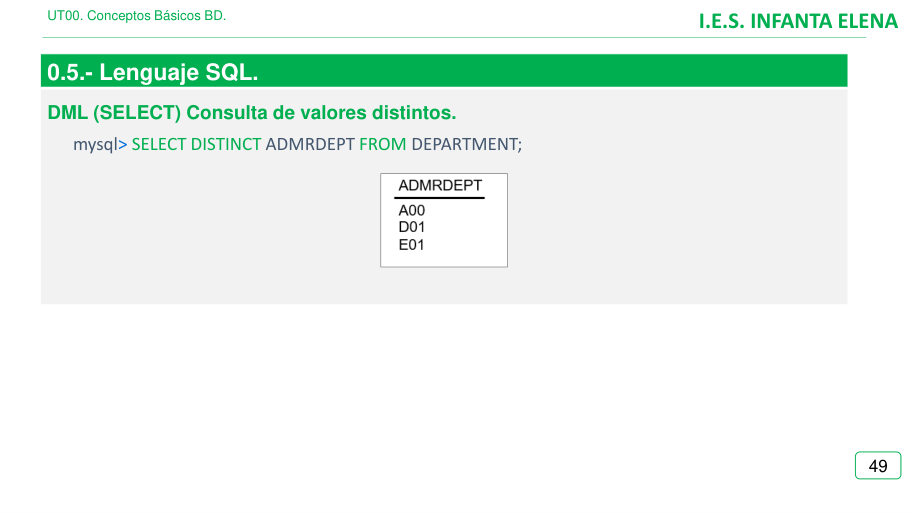 UT00. Conceptos Básicos BD.
I.E.S. INFANTA ELENA
0.5.- Lenguaje SQL.
DML (SELECT) Consulta de valores distintos.
mysql> SELECT DISTINCT ADMRDEPT FROM DEPARTMENT;
ADMRDEPT
A00
D01
E01
49